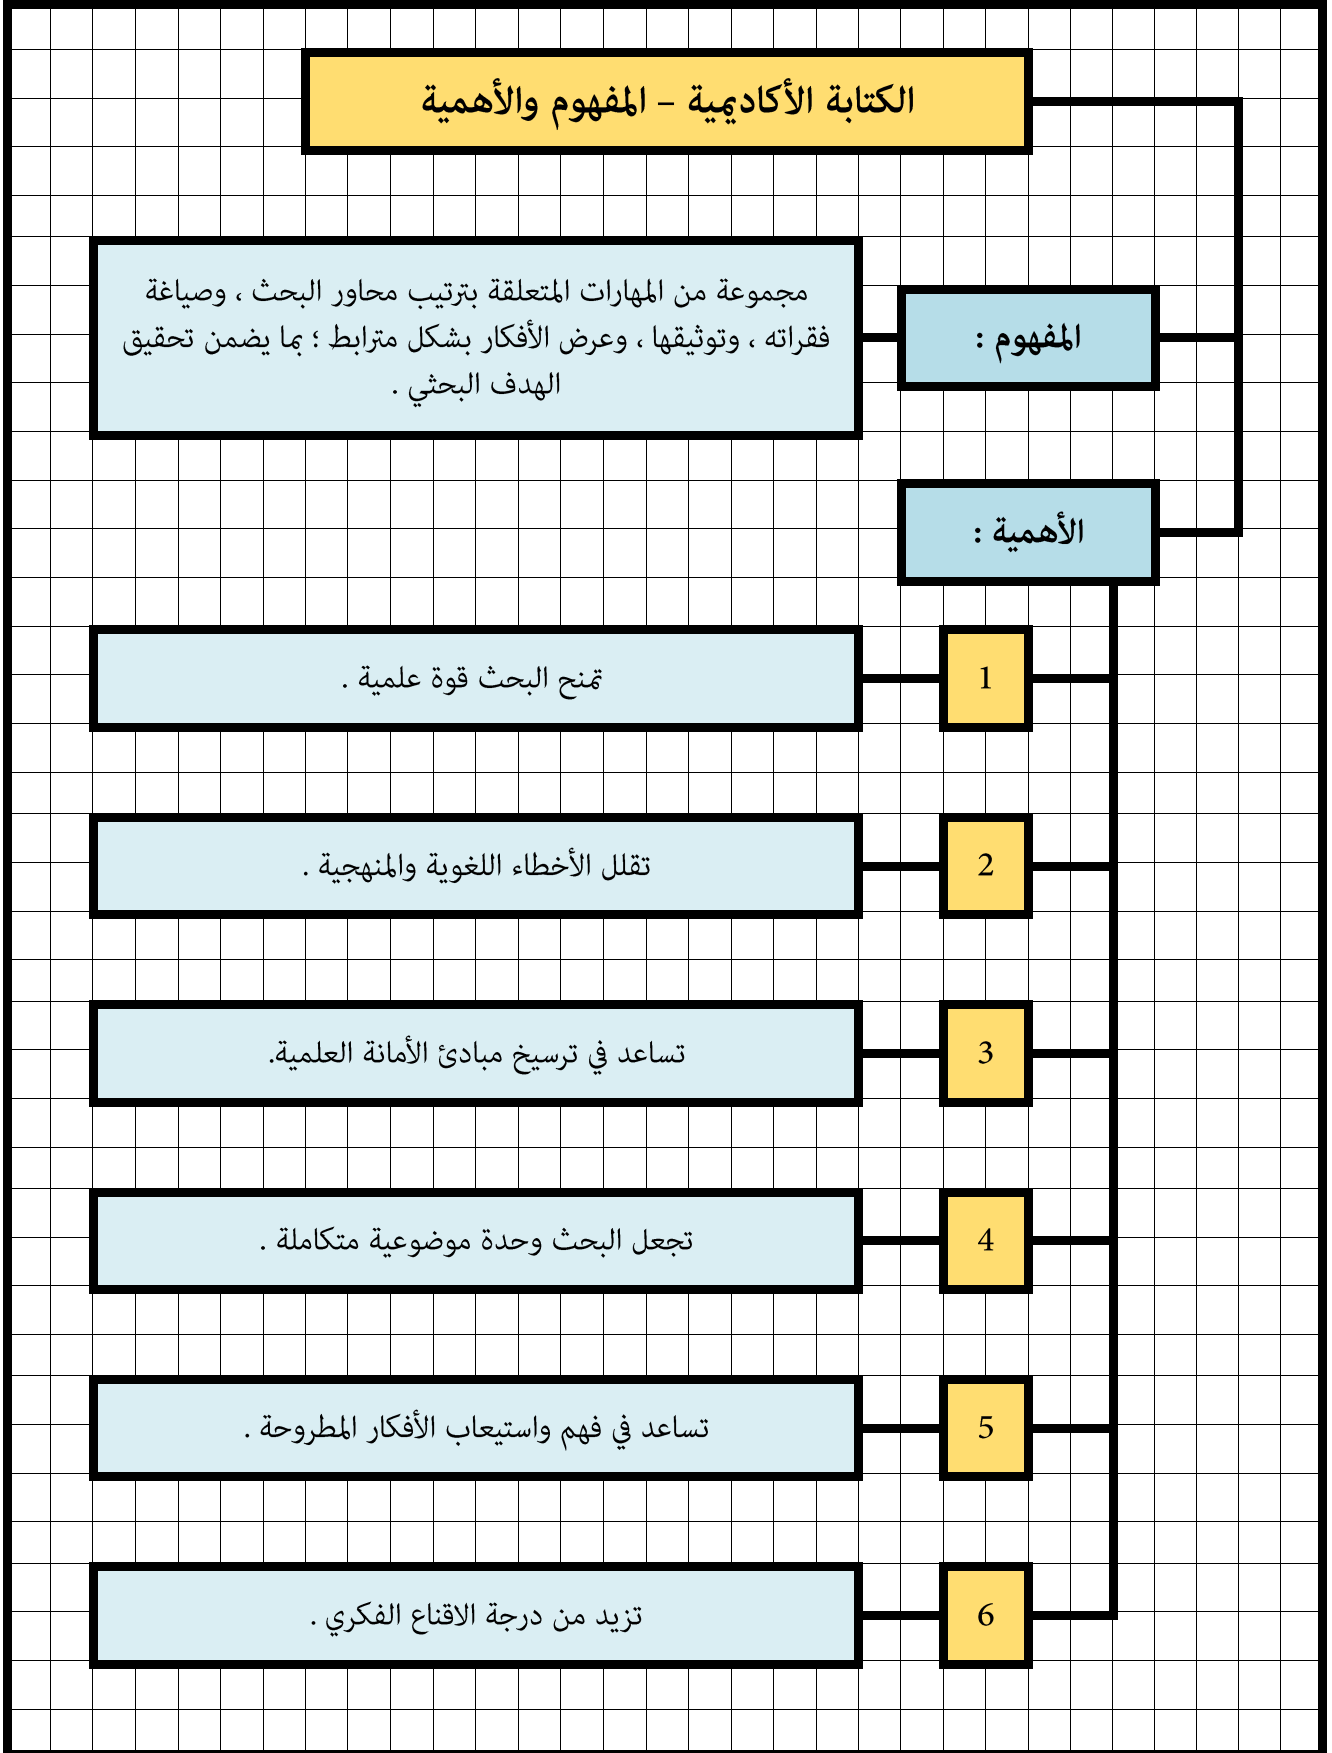 الكتابة الأكاديمية – المفهوم والأهمية
المفهوم :
مجموعة من المهارات المتعلقة بترتيب محاور البحث ، وصياغة
فقراته ، وتوثيقها ، وعرض الأفكار بشكل مترابط ؛ بما يضمن تحقيق
الهدف البحثي .
الأهمية :
1
تمنح البحث قوة علمية .
2
تقلل الأخطاء اللغوية والمنهجية .
3
تساعد في ترسيخ مبادئ الأمانة العلمية.
4
تجعل البحث وحدة موضوعية متكاملة .
5
تساعد في فهم واستيعاب الأفكار المطروحة .
6
تزيد من درجة الاقناع الفكري .